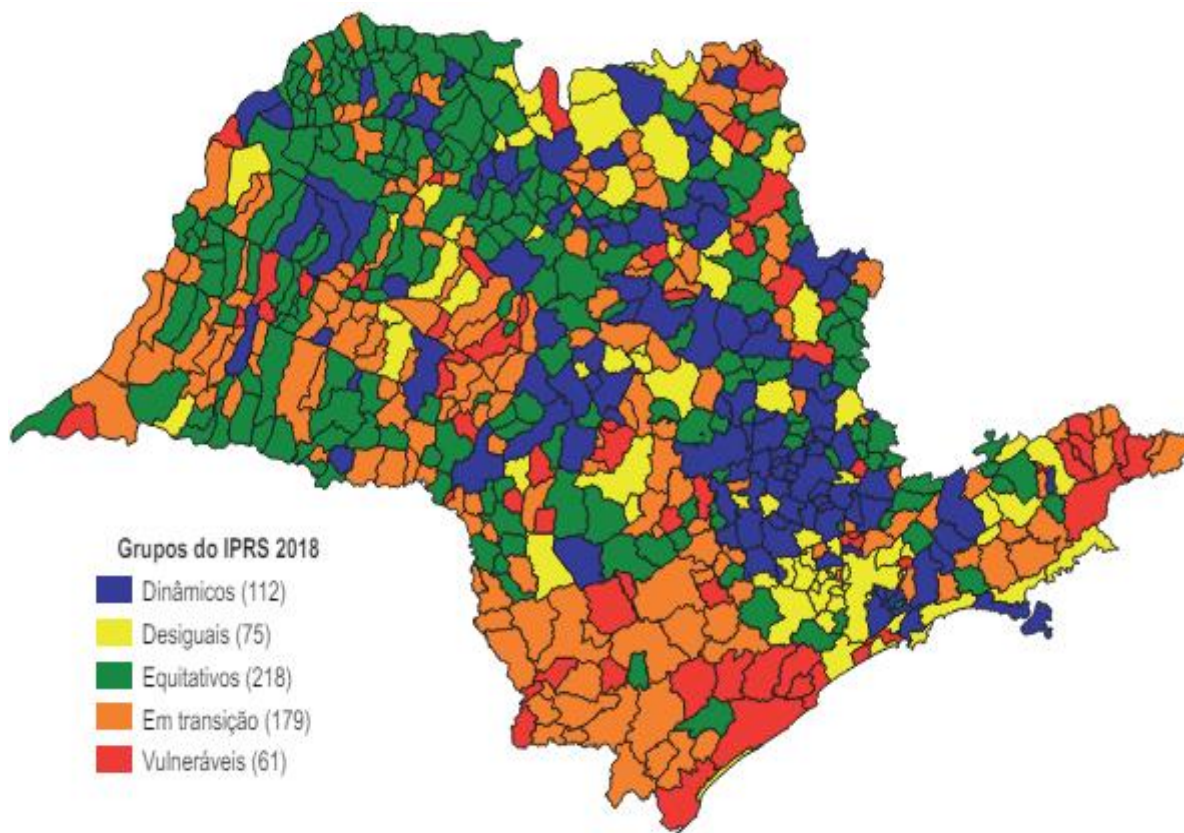 Grupos do IPRS 2018
Dinâmicos (112)
Desiguais (75)
Equitativos (218)
Em transição (179)
Vulneráveis (61)